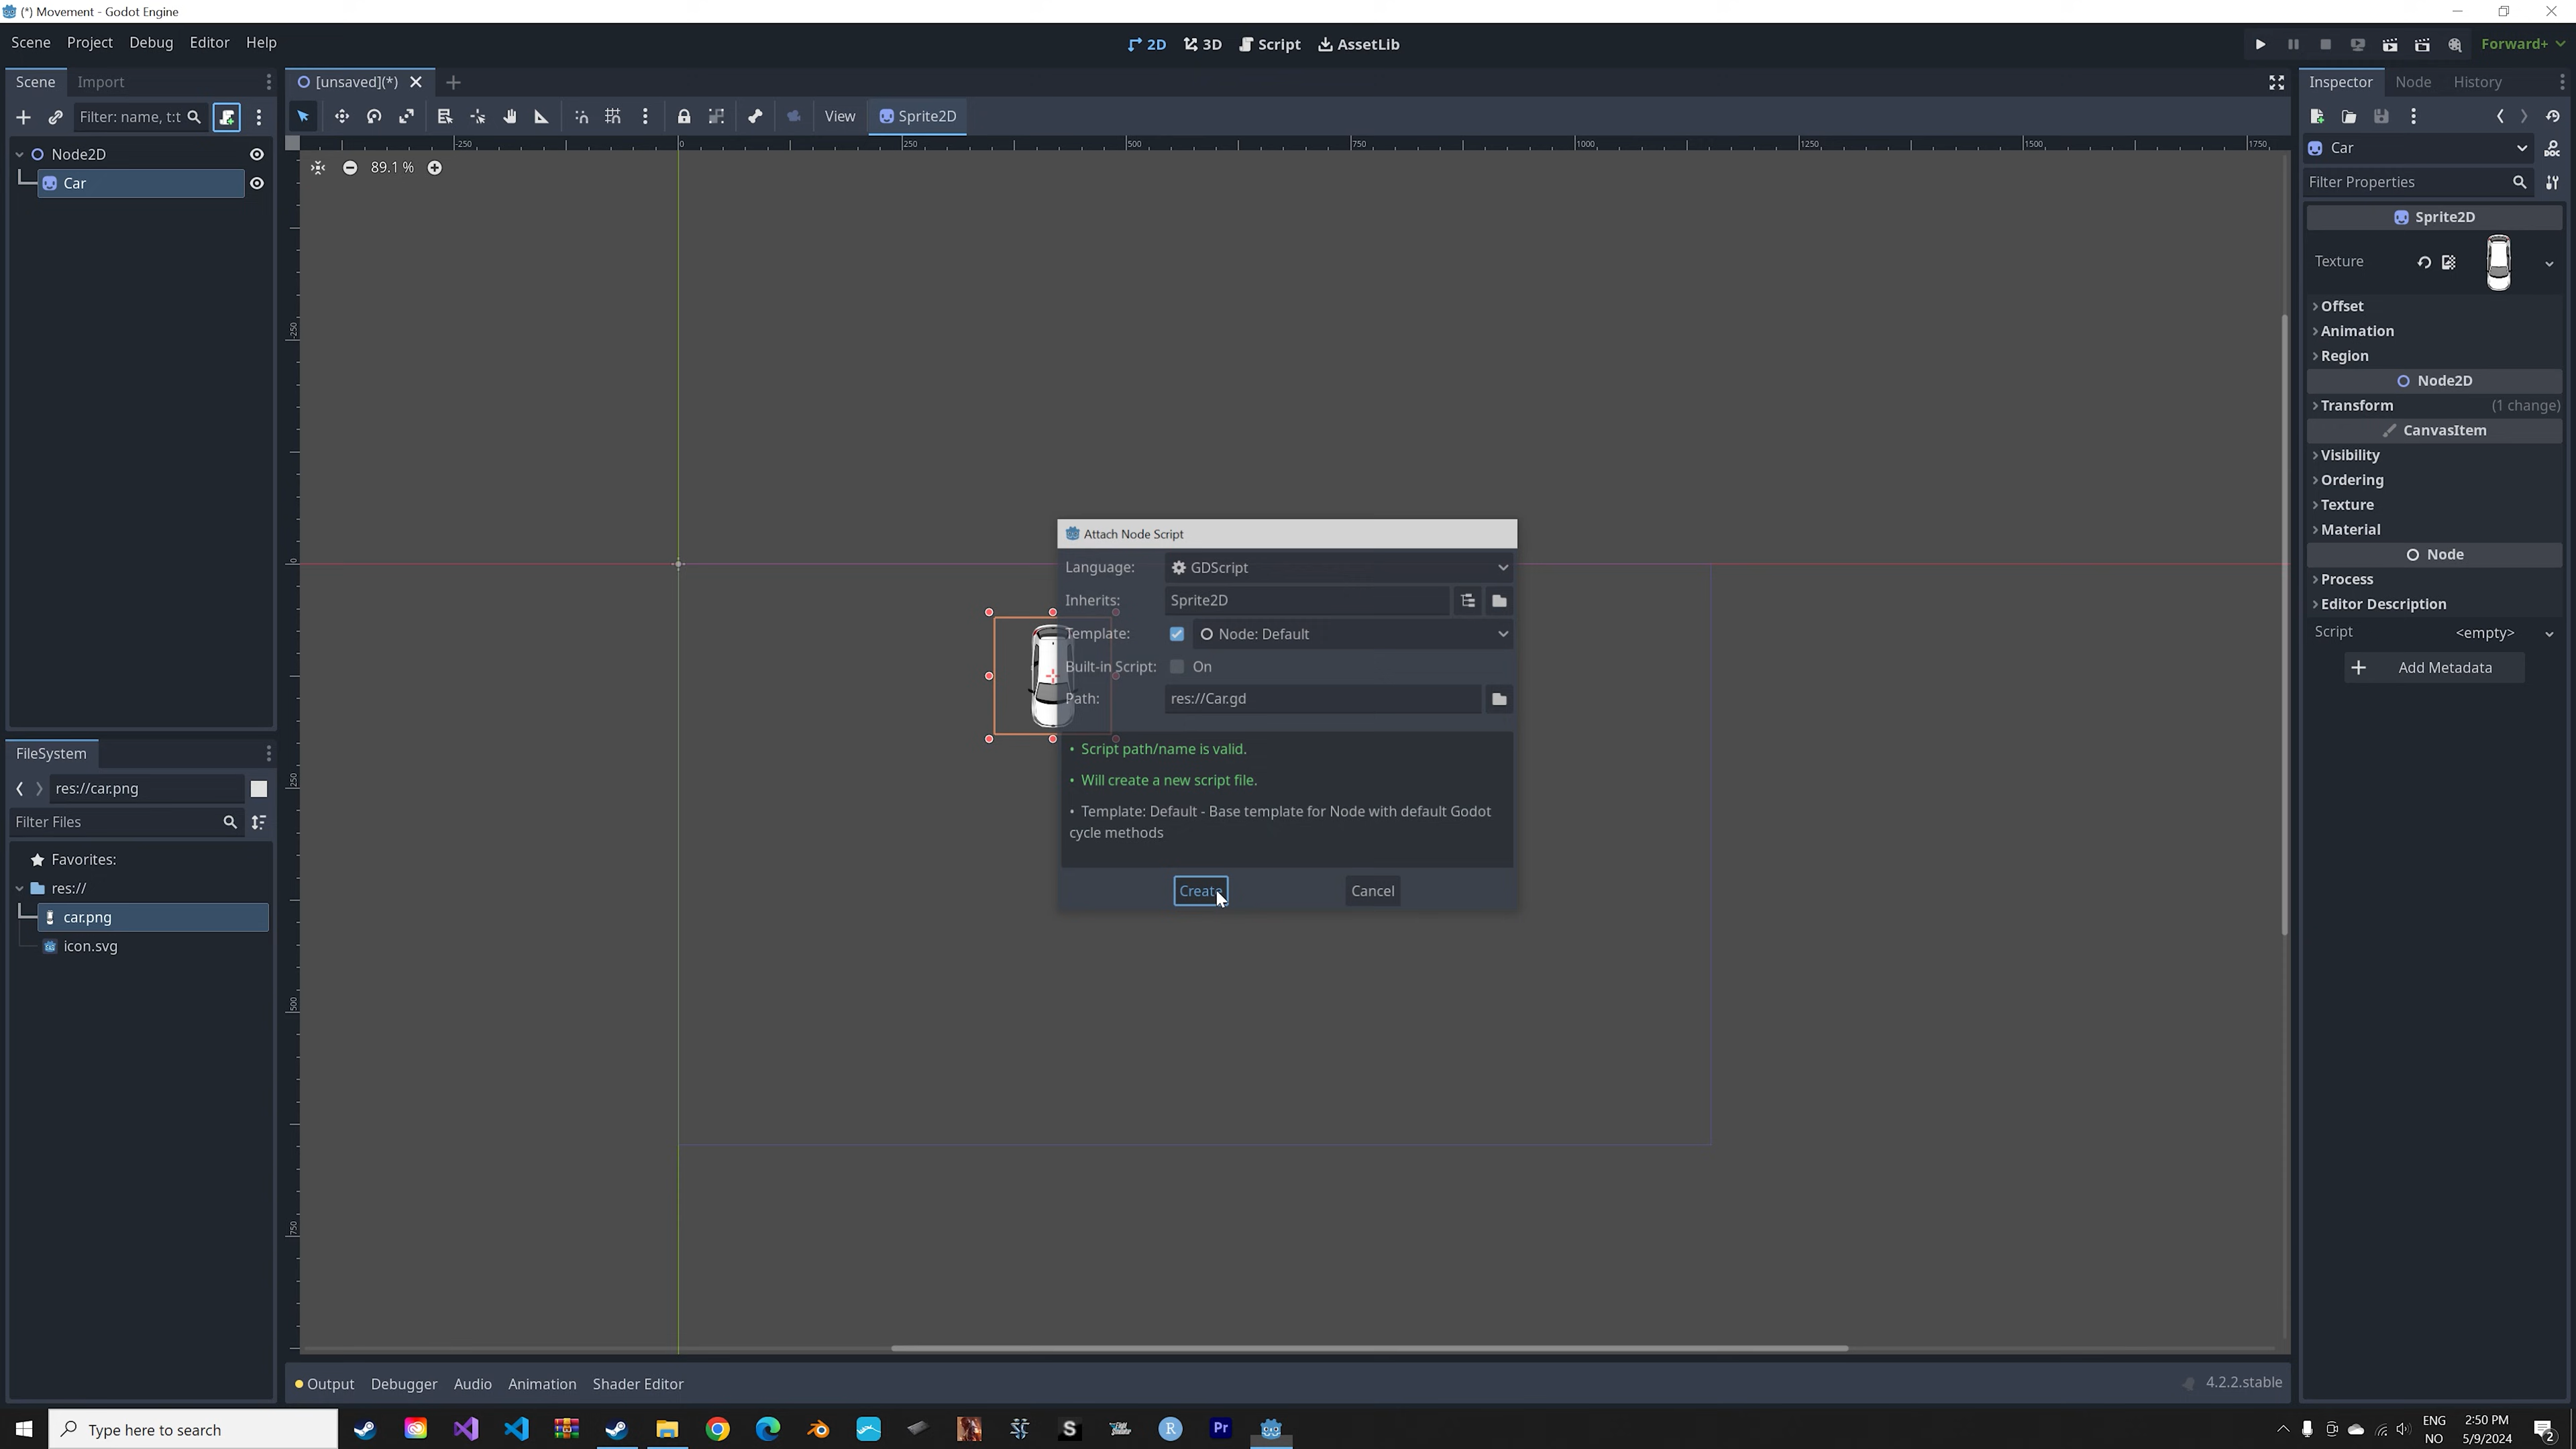 (*) Movement - Godot Engine
Scene Project Debug Editor Help
2D 3D Script AssetLib
Forward+
Scene Import
[unsaved](*)
Inspector Node History
Filter: name, t:t
View Sprite2D
-250 0 250 500 750 1000 1250 1500 1750
Node2D
Car
89.1 %
Car
Filter Properties
Sprite2D
Texture
Offset
Animation
Region
Node2D
Transform (1 change)
CanvasItem
Visibility
Ordering
Texture
Material
Node
Process
Editor Description
Script <empty>
Add Metadata
-250
0
250
500
750
Attach Node Script
Language: GDScript
Inherits: Sprite2D
Template: Node: Default
Built-in Script: On
Path: res://Car.gd
• Script path/name is valid.
• Will create a new script file.
• Template: Default - Base template for Node with default Godot
cycle methods
Create Cancel
FileSystem
res://car.png
Filter Files
Favorites:
res://
car.png
icon.svg
Output Debugger Audio Animation Shader Editor
4.2.2.stable
Type here to search
S
R
Pr
ENG
NO
2:50 PM
5/9/2024
2